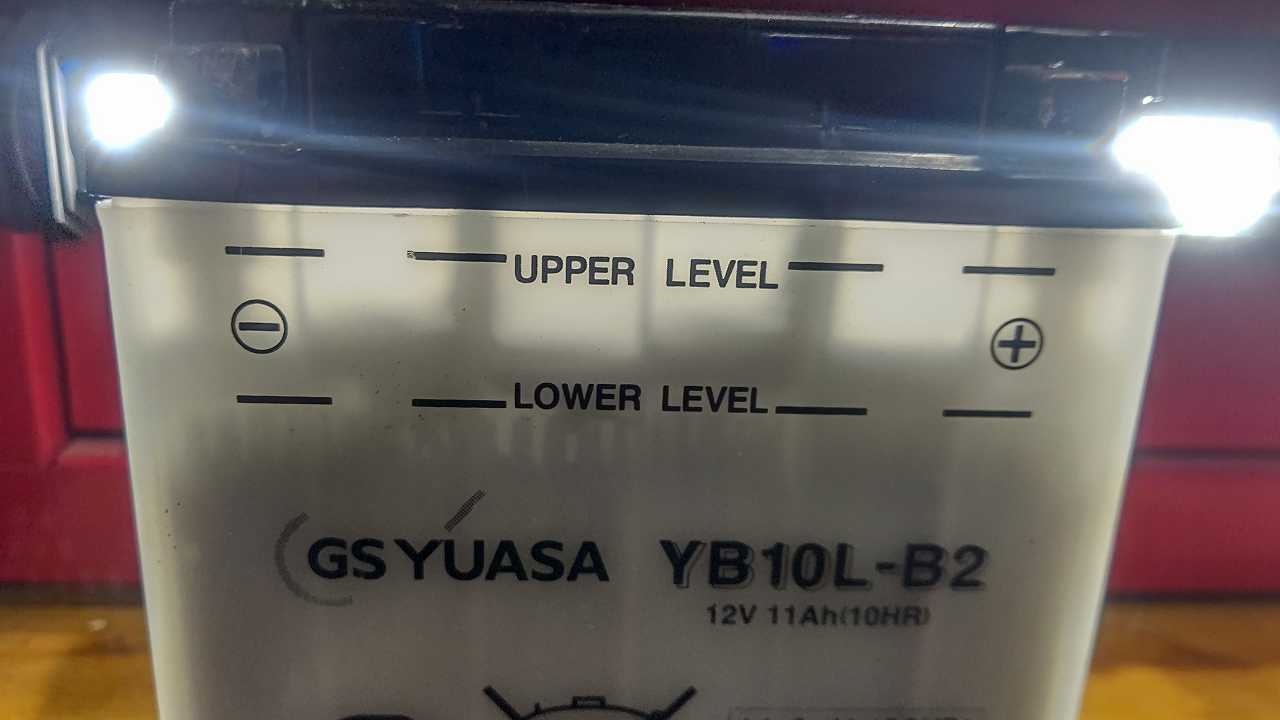 UPPER LEVEL
LOWER LEVEL
GS YUASA YB10L-B2
12V 11Ah(10HR)